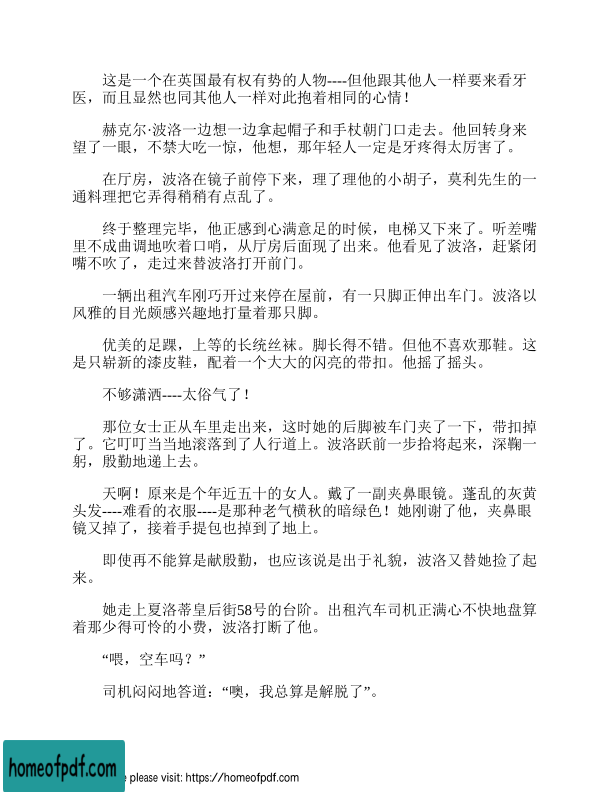 这是一个在英国最有权有势的人物----但他跟其他人一样要来看牙
医，而且显然也同其他人一样对此抱着相同的心情！
赫克尔·波洛一边想一边拿起帽子和手杖朝门口走去。他回转身来
望了一眼，不禁大吃一惊，他想，那年轻人一定是牙疼得太厉害了。
在厅房，波洛在镜子前停下来，理了理他的小胡子，莫利先生的一
通料理把它弄得稍稍有点乱了。
终于整理完毕，他正感到心满意足的时候，电梯又下来了。听差嘴
里不成曲调地吹着口哨，从厅房后面现了出来。他看见了波洛，赶紧闭
嘴不吹了，走过来替波洛打开前门。
一辆出租汽车刚巧开过来停在屋前，有一只脚正伸出车门。波洛以
风雅的目光颇感兴趣地打量着那只脚。
优美的足踝，上等的长统丝袜。脚长得不错。但他不喜欢那鞋。这
是只崭新的漆皮鞋，配着一个大大的闪亮的带扣。他摇了摇头。
不够潇洒----太俗气了！
那位女士正从车里走出来，这时她的后脚被车门夹了一下，带扣掉
了。它叮叮当当地滚落到了人行道上。波洛跃前一步拾将起来，深鞠一
躬，殷勤地递上去。
天啊！原来是个年近五十的女人。戴了一副夹鼻眼镜。蓬乱的灰黄
头发----难看的衣服----是那种老气横秋的暗绿色！她刚谢了他，夹鼻眼
镜又掉了，接着手提包也掉到了地上。
即使再不能算是献殷勤，也应该说是出于礼貌，波洛又替她捡了起
来。
她走上夏洛蒂皇后街58号的台阶。出租汽车司机正满心不快地盘算
着那少得可怜的小费，波洛打断了他。
“喂，空车吗？”
司机闷闷地答道：“噢，我总算是解脱了”。
homeofpdf.com
e please visit: https://homeofpdf.com